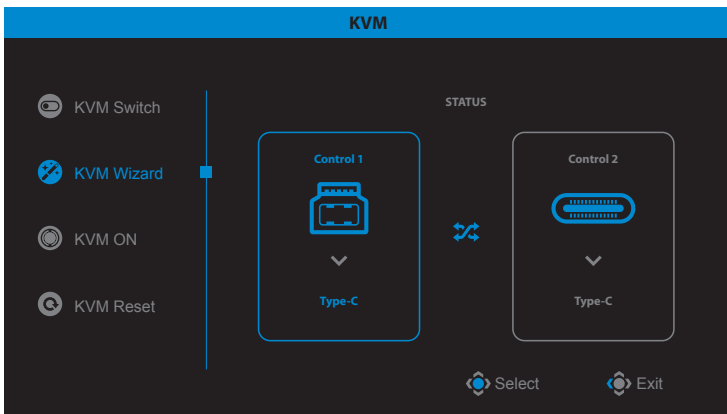 KVM
KVM Switch
KVM Wizard
KVM ON
KVM Reset
STATUS
Control 1
Type-C
Control 2
Type-C
Select
Exit